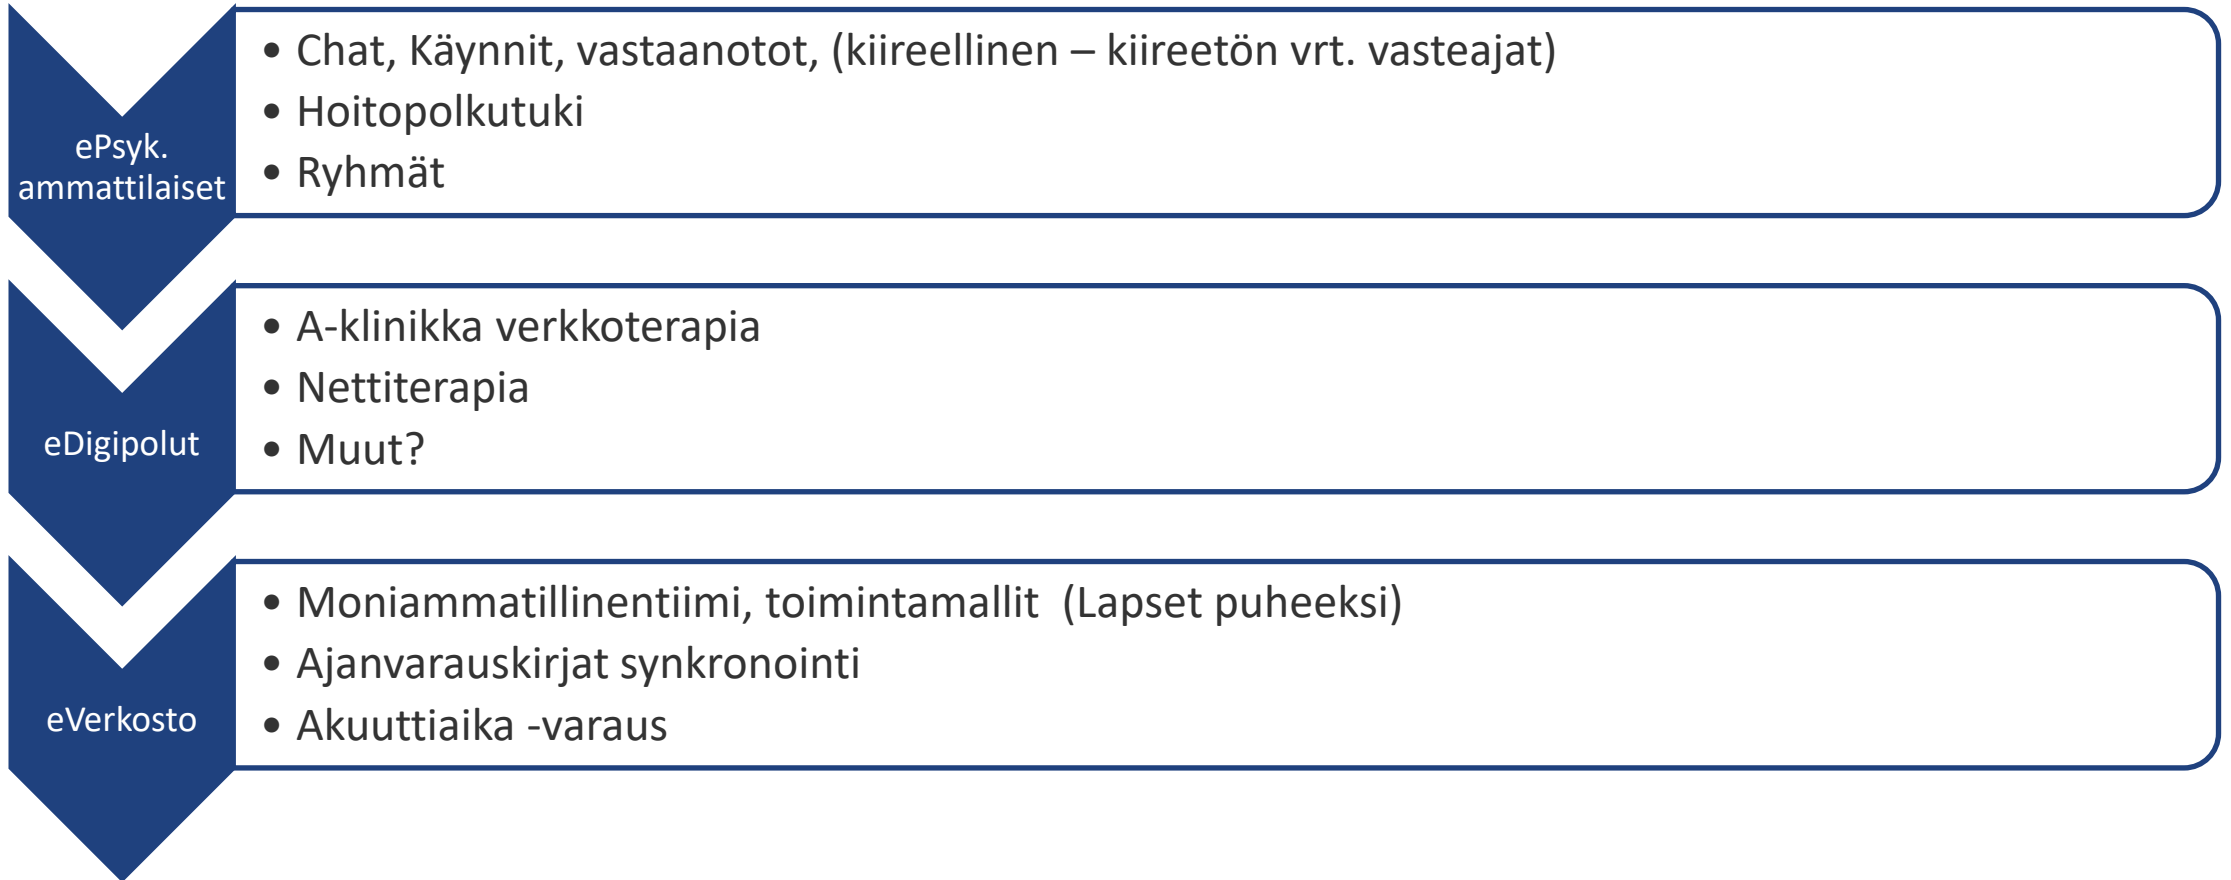 ePsyk.
ammattilaiset
• Chat, Käynnit, vastaanotot, (kiireellinen – kiireetön vrt. vasteajat)
• Hoitopolkutuki
• Ryhmät
eDigipolut
• A-klinikka verkkoterapia
• Nettiterapia
• Muut?
eVerkosto
• Moniammatillinentiimi, toimintamallit  (Lapset puheeksi)
• Ajanvarauskirjat synkronointi
• Akuuttiaika -varaus